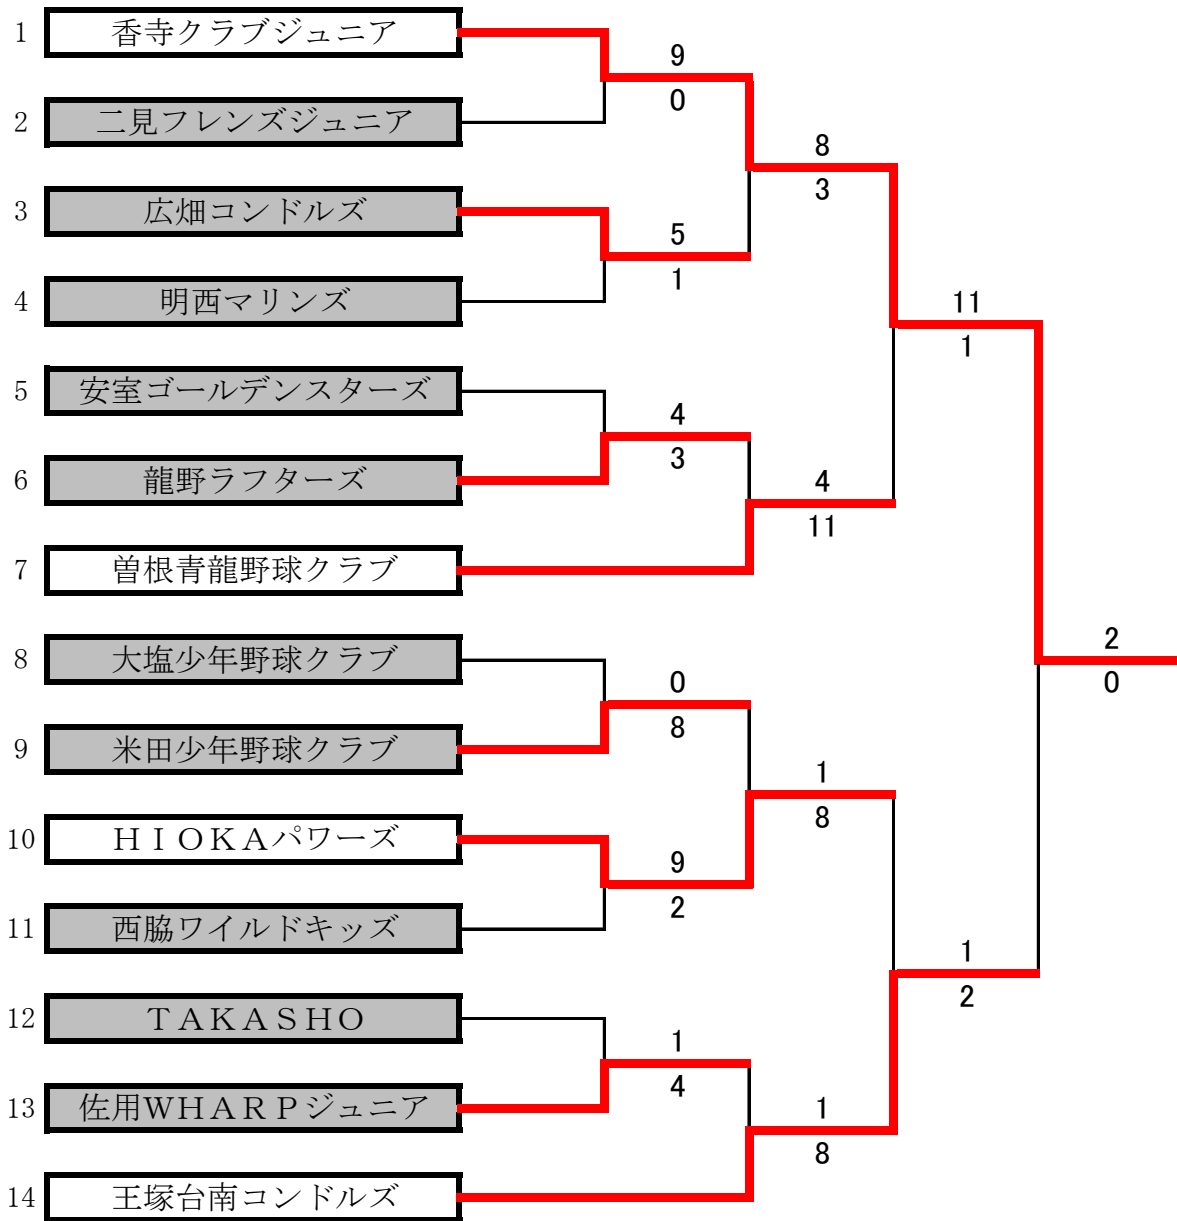 1 香寺クラブジュニア
2 二見フレンズジュニア
3 広畑コンドルズ
4 明西マリンズ
5 安室ゴールデンスターズ
6 龍野ラフターズ
7 曽根青龍野球クラブ
8 大塩少年野球クラブ
9 米田少年野球クラブ
10 ＨＩＯＫＡパワーズ
11 西脇ワイルドキッズ
12 ＴＡＫＡＳＨＯ
13 佐用ＷＨＡＲＰジュニア
14 王塚台南コンドルズ
9
0
5
1
4
3
0
8
9
2
1
4
8
3
4
11
1
8
1
8
11
1
1
2
2
0